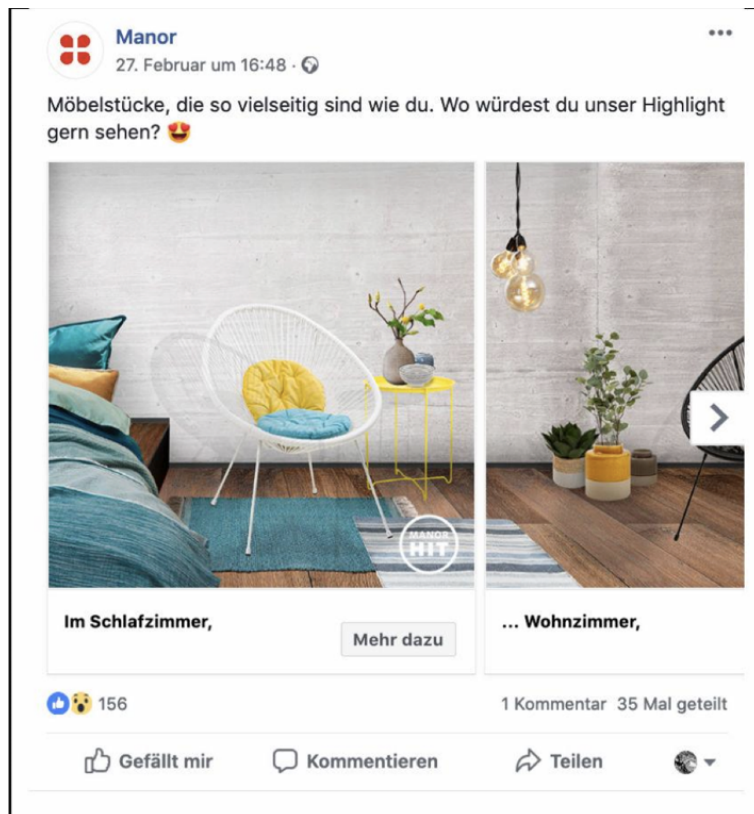 Manor
27. Februar um 16:48 ·
Möbelstücke, die so vielseitig sind wie du. Wo würdest du unser Highlight
gern sehen? 😍
MANOR
HIT
Im Schlafzimmer,
Mehr dazu
... Wohnzimmer,
156
1 Kommentar 35 Mal geteilt
Gefällt mir
Kommentieren
Teilen